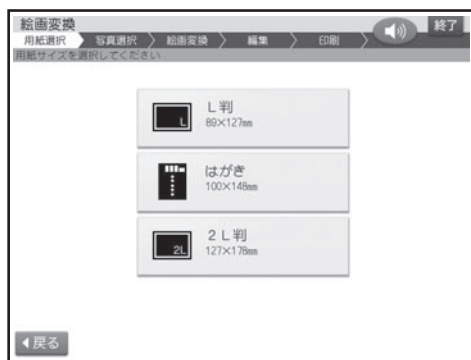 絵画変換
終了
用紙選択 写真選択 絵画変換 編集 印刷
用紙サイズを選択してください
L判
L
89×127mm
はがき
100×148mm
2L判
2L
127×178mm
戻る